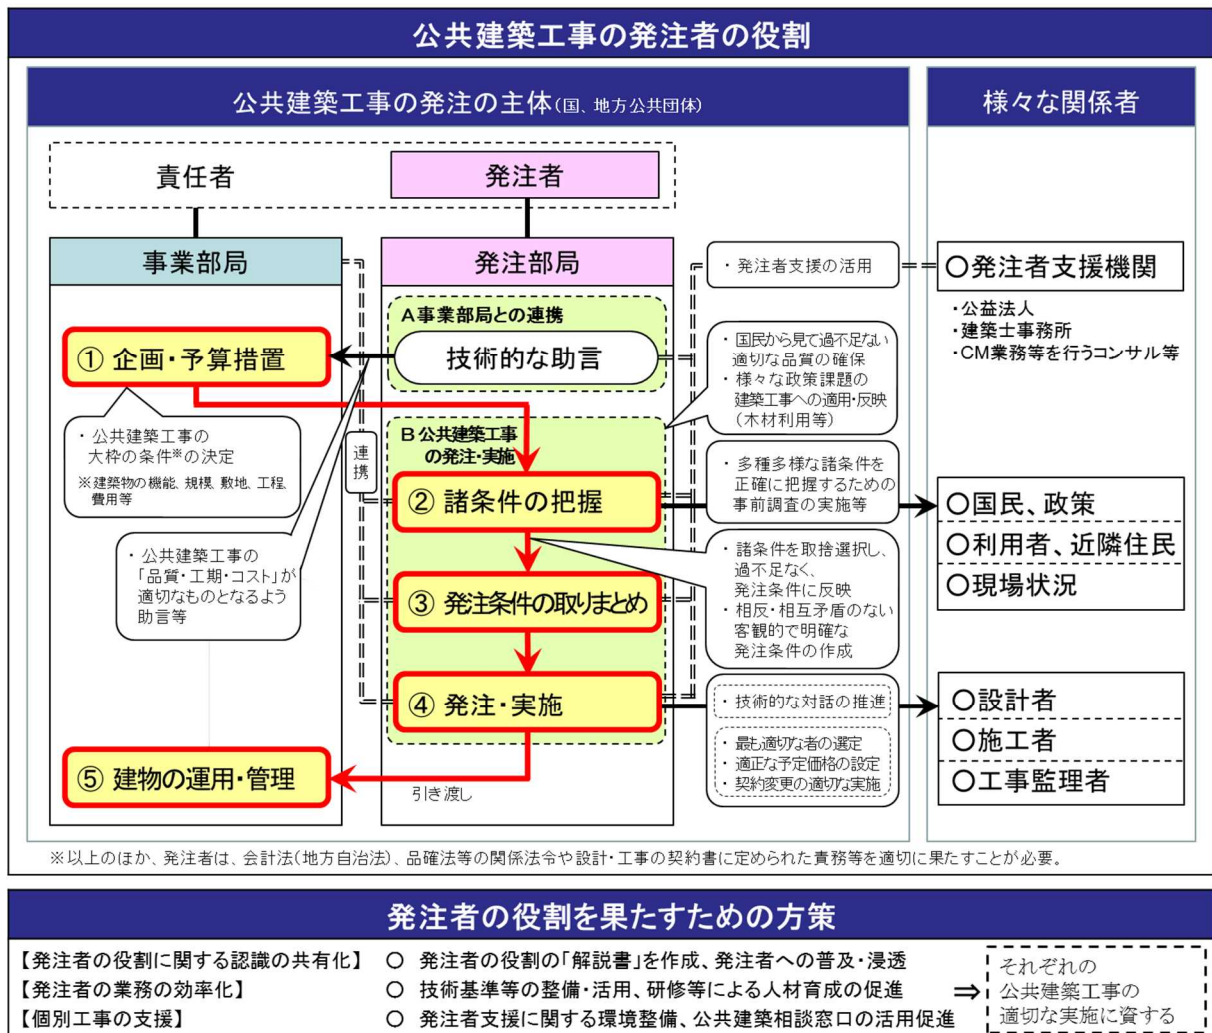 公共建築工事の発注者の役割
公共建築工事の発注の主体(国、地方公共団体)
様々な関係者
責任者
発注者
事業部局
発注部局
・発注者支援の活用
○発注者支援機関
・公益法人
・建築士事務所
・CM業務等を行うコンサル等
A事業部局との連携
技術的な助言
① 企画・予算措置
・国民から見て過不足ない
適切な品質の確保
・様々な政策課題の
建築工事への適用・反映
(木材利用等)
・公共建築工事の
大枠の条件※の決定
※建築物の機能、規模、敷地、工程、
費用等
連携
B 公共建築工事
の発注・実施
② 諸条件の把握
・多種多様な諸条件を
正確に把握するための
事前調査の実施等
○国民、政策
○利用者、近隣住民
○現場状況
・公共建築工事の
「品質・工期・コスト」が
適切なものとなるよう
助言等
・諸条件を取捨選択し、
過不足なく、
発注条件に反映
・相反・相互矛盾のない
客観的で明確な
発注条件の作成
③ 発注条件の取りまとめ
④ 発注・実施
・技術的な対話の推進
・最も適切な者の選定
・適正な予定価格の設定
・契約変更の適切な実施
○設計者
○施工者
○工事監理者
⑤ 建物の運用・管理
引き渡し
※以上のほか、発注者は、会計法(地方自治法)、品確法等の関係法令や設計・工事の契約書に定められた責務等を適切に果たすことが必要。
発注者の役割を果たすための方策
【発注者の役割に関する認識の共有化】 ○ 発注者の役割の「解説書」を作成、発注者への普及・浸透
【発注者の業務の効率化】 ○ 技術基準等の整備・活用、研修等による人材育成の促進
【個別工事の支援】 ○ 発注者支援に関する環境整備、公共建築相談窓口の活用促進
⇒
それぞれの
公共建築工事の
適切な実施に資する